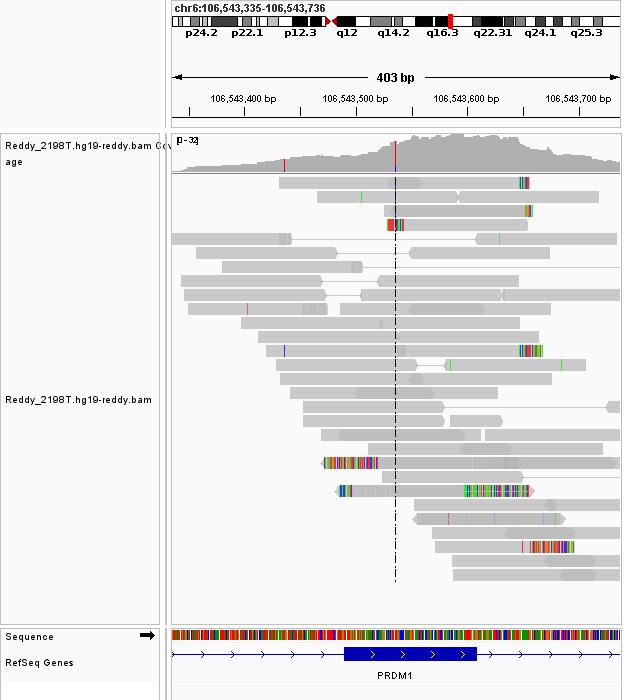 chr6:106,543,335-106,543,736
p24.2 p22.1 p12.3 q12 q14.2 q16.3 q22.31 q24.1 q25.3
403 bp
106,543,400 bp 106,543,500 bp 106,543,600 bp 106,543,700 bp
[0 - 32]
Reddy_2198T.hg19-reddy.bam Cov
age
Reddy_2198T.hg19-reddy.bam
Sequence
RefSeq Genes
PRDM1